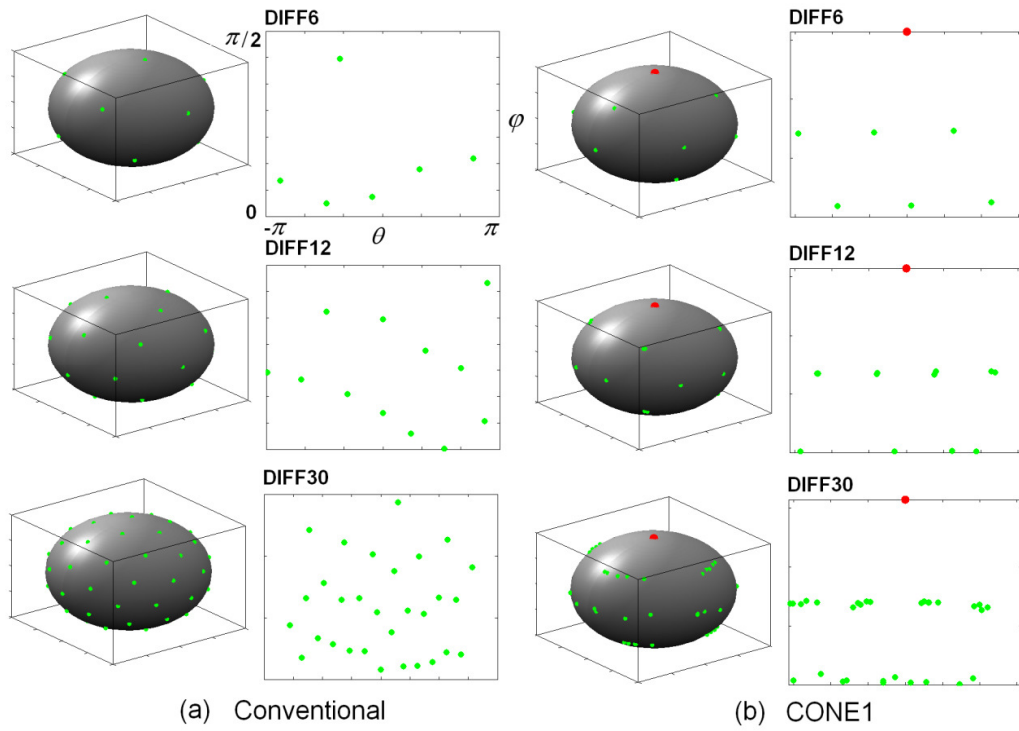 DIFF6
π/2
0
-π
θ
π
DIFF12
DIFF30
(a) Conventional
DIFF6
φ
DIFF12
DIFF30
(b) CONE1